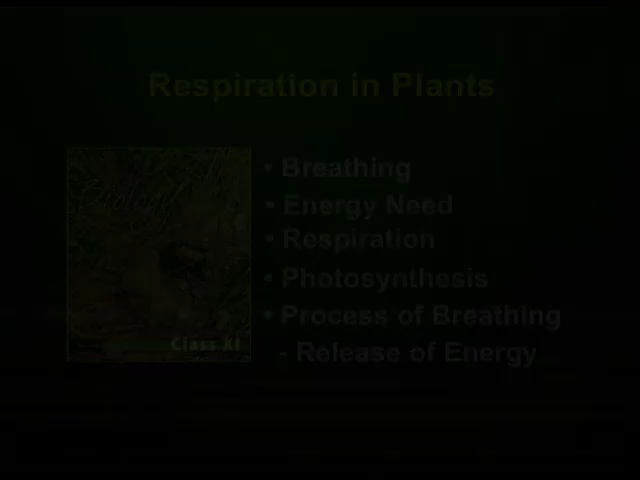 Respiration in Plants
Biology
Class XI
• Breathing
• Energy Need
• Respiration
• Photosynthesis
• Process of Breathing
- Release of Energy